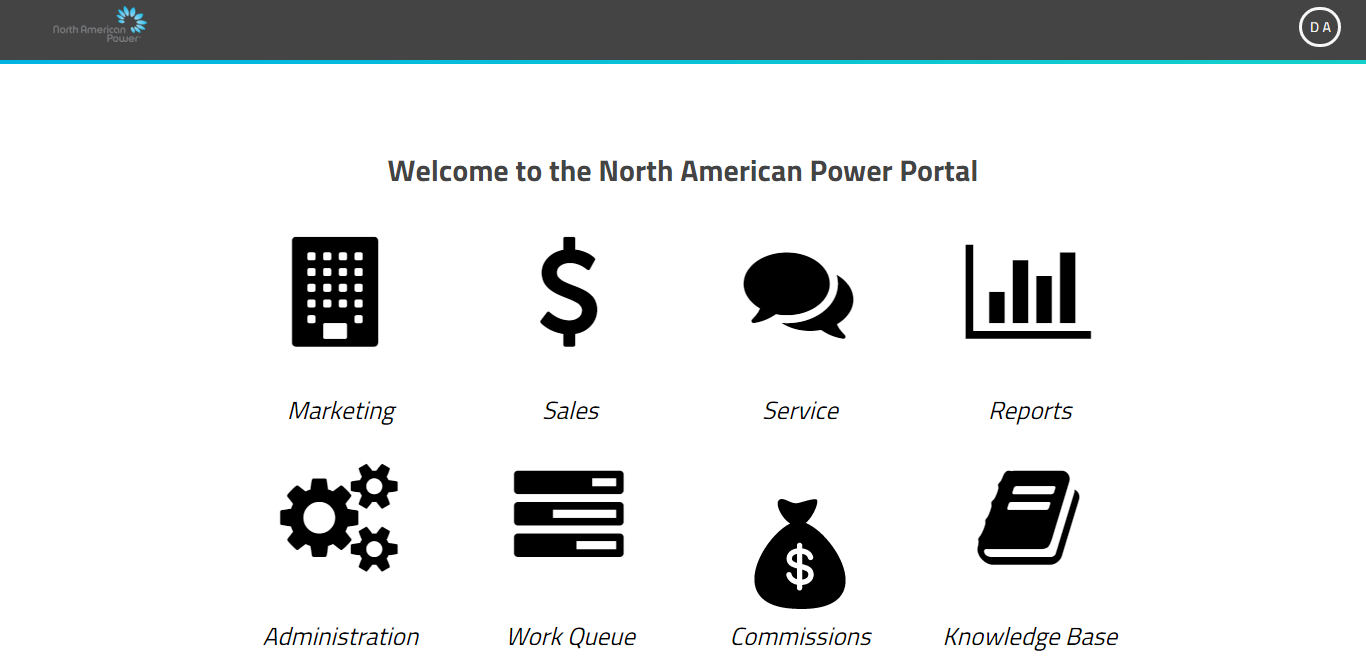 North American
Power
D A
Welcome to the North American Power Portal
Marketing
Sales
Service
Reports
$
Administration
Work Queue
Commissions
Knowledge Base